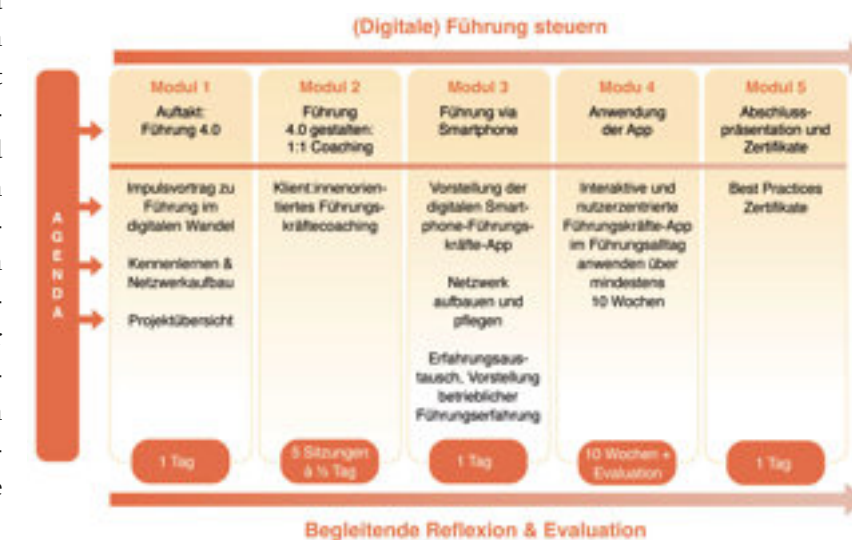 (Digitale) Führung steuern
AGENDA
Modul 1
Auftakt:
Führung 4.0
Impulsvortrag zu
Führung im
digitalen Wandel
Kennenlernen &
Netzwerkaufbau
Projektübersicht
1 Tag
Modul 2
Führung
4.0 gestalten:
1:1 Coaching
Klient:innenorien-
tiertes Führungs-
kräftecoaching
5 Sitzungen
à ½ Tag
Modul 3
Führung via
Smartphone
Vorstellung der
digitalen Smart-
phone-Führungs-
kräfte-App
Netzwerk
aufbauen und
pflegen
Erfahrungsaus-
tausch, Vorstellung
betrieblicher
Führungserfahrung
1 Tag
Modu 4
Anwendung
der App
Interaktive und
nutzerzentrierte
Führungskräfte-App
im Führungsalltag
anwenden über
mindestens
10 Wochen
10 Wochen +
Evaluation
Modul 5
Abschluss-
präsentation und
Zertifikate
Best Practices
Zertifikate
1 Tag
Begleitende Reflexion & Evaluation